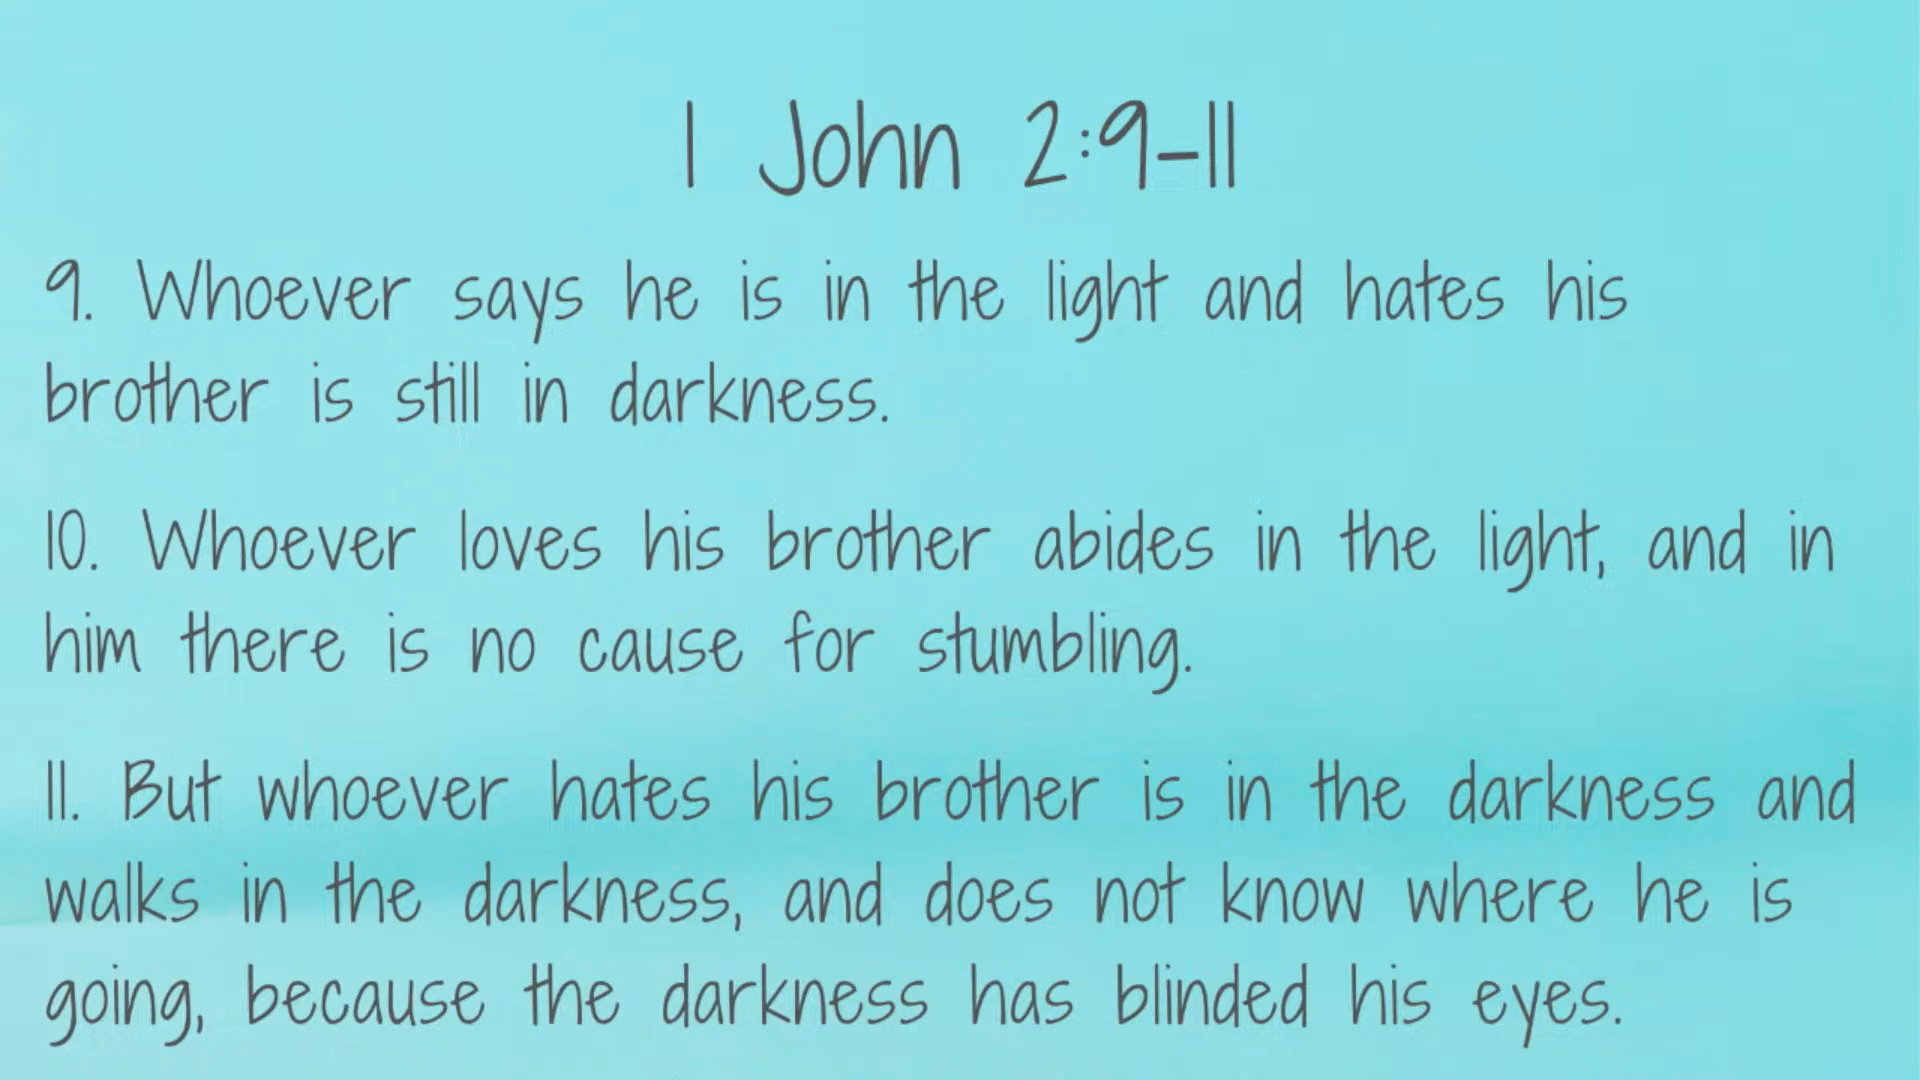 1 John 2:9-11
9. Whoever says he is in the light and hates his
brother is still in darkness.
10. Whoever loves his brother abides in the light, and in
him there is no cause for stumbling.
11. But whoever hates his brother is in the darkness and
walks in the darkness, and does not know where he is
going, because the darkness has blinded his eyes.